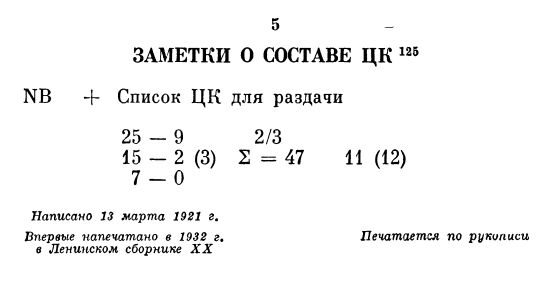 5
ЗАМЕТКИ О СОСТАВЕ ЦК 125
NB + Список ЦК для раздачи
25 — 9 2/3
15 — 2 (3) Σ = 47 11 (12)
7 — 0
Написано 13 марта 1921 г.
Впервые напечатано в 1932 г. Печатается по рукописи
в Ленинском сборнике XX